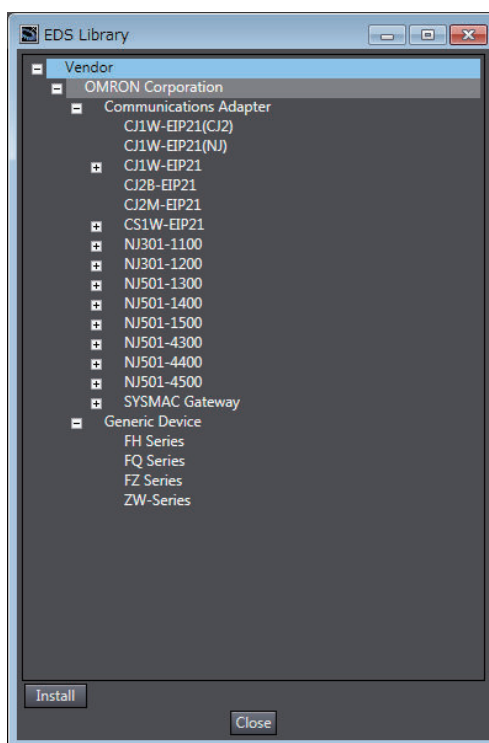 EDS Library
Vendor
OMRON Corporation
Communications Adapter
CJ1W-EIP21(CJ2)
CJ1W-EIP21(NJ)
CJ1W-EIP21
CJ2B-EIP21
CJ2M-EIP21
CS1W-EIP21
NJ301-1100
NJ301-1200
NJ501-1300
NJ501-1400
NJ501-1500
NJ501-4300
NJ501-4400
NJ501-4500
SYSMAC Gateway
Generic Device
FH Series
FQ Series
FZ Series
ZW-Series
Install
Close